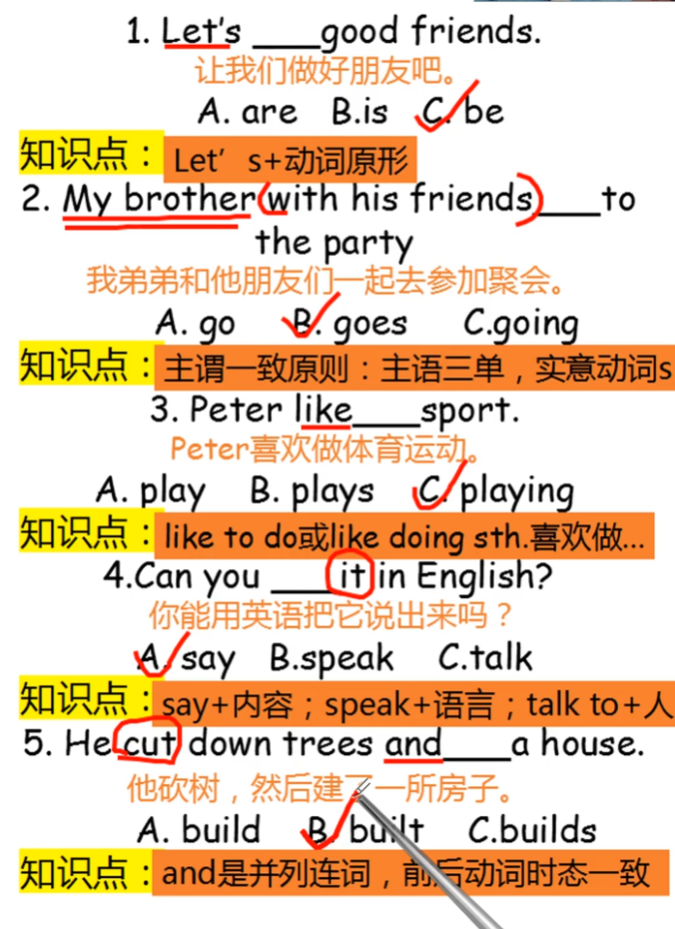 1. Let's ____good friends.
让我们做好朋友吧。
A. are B.is C. be
知识点： Let’s+动词原形
2. My brother with his friends____to
the party
我弟弟和他朋友们一起去参加聚会。
A. go B. goes C.going
知识点：主谓一致原则：主语三单，实意动词s
3. Peter like____sport.
Peter喜欢做体育运动。
A. play B. plays C. playing
知识点：like to do或like doing sth.喜欢做...
4.Can you ____it in English?
你能用英语把它说出来吗？
A. say B.speak C.talk
知识点：say+内容；speak+语言；talk to+人
5. He cut down trees and____a house.
他砍树，然后建了一所房子。
A. build B. built C.builds
知识点：and是并列连词，前后动词时态一致